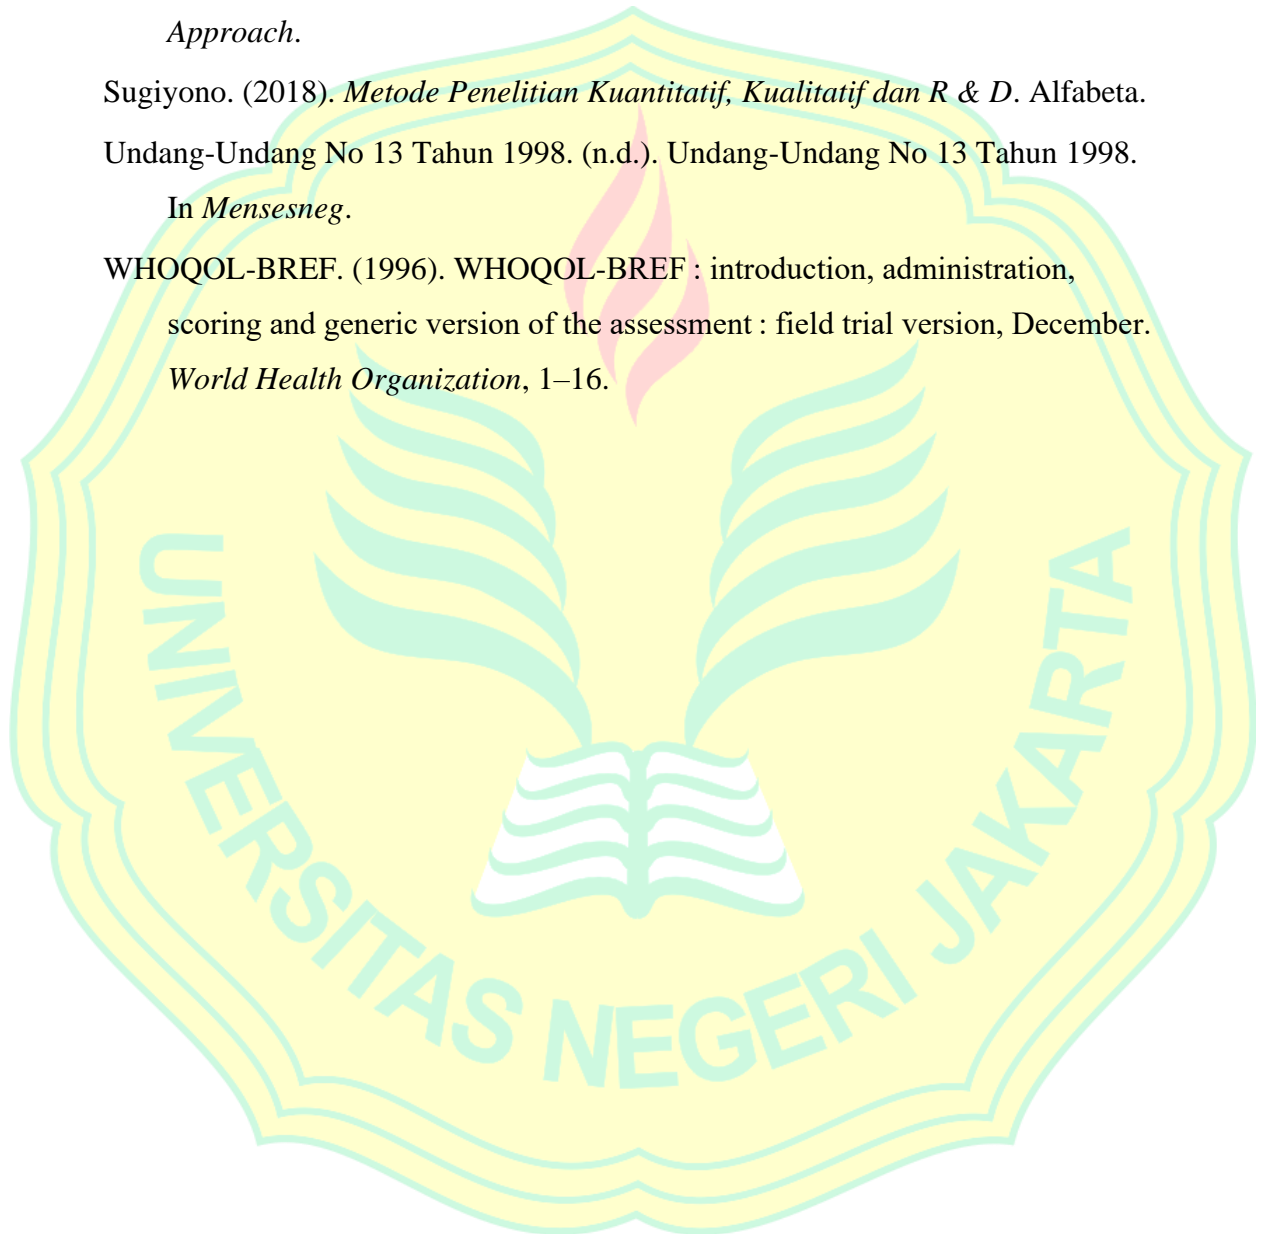 Approach.
Sugiyono. (2018). Metode Penelitian Kuantitatif, Kualitatif dan R & D. Alfabeta.
Undang-Undang No 13 Tahun 1998. (n.d.). Undang-Undang No 13 Tahun 1998.
In Mensesneg.
WHOQOL-BREF. (1996). WHOQOL-BREF : introduction, administration,
scoring and generic version of the assessment : field trial version, December.
World Health Organization, 1–16.
UNIVERSITAS NEGERI JAKARTA